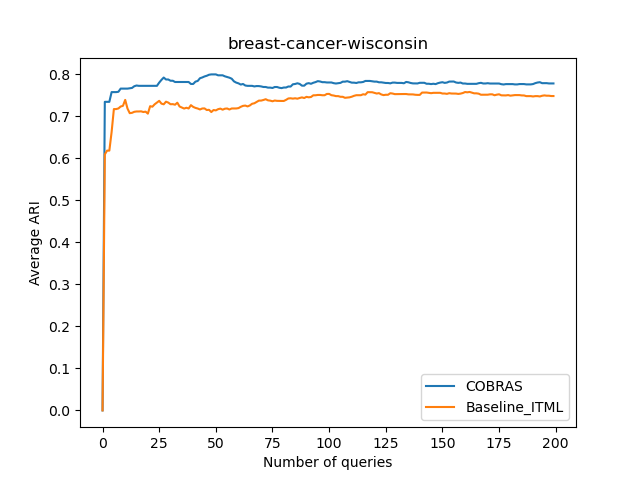 breast-cancer-wisconsin
Average ARI
0.8
0.7
0.6
0.5
0.4
0.3
0.2
0.1
0.0
COBRAS
Baseline_ITML
0 25 50 75 100 125 150 175 200
Number of queries